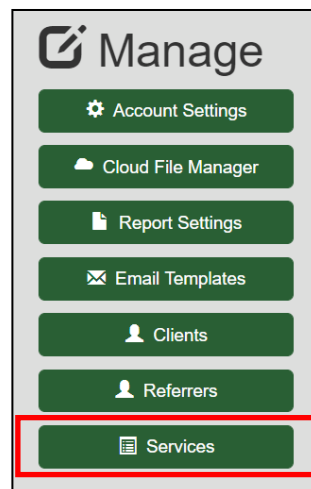 Manage
Account Settings
Cloud File Manager
Report Settings
Email Templates
Clients
Referrers
Services